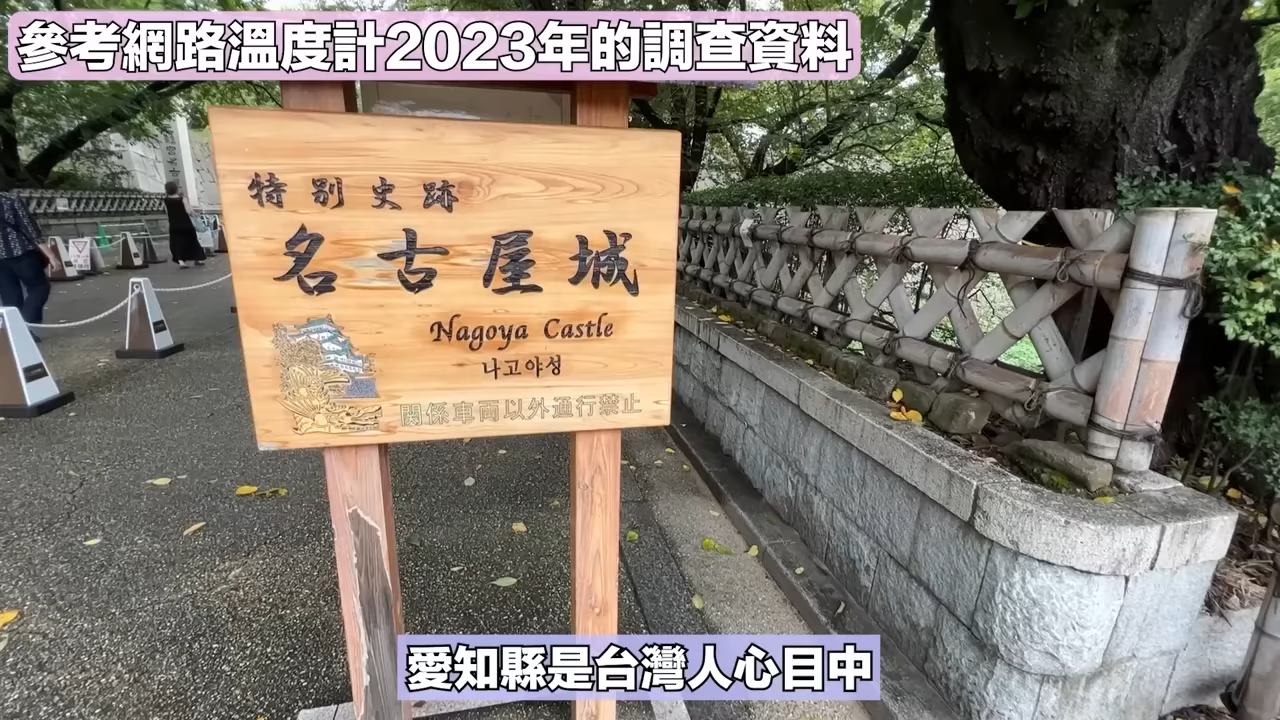 參考網路溫度計2023年的調查資料
特別史跡
名古屋城
Nagoya Castle
나고야성
関係車両以外通行禁止
愛知縣是台灣人心目中